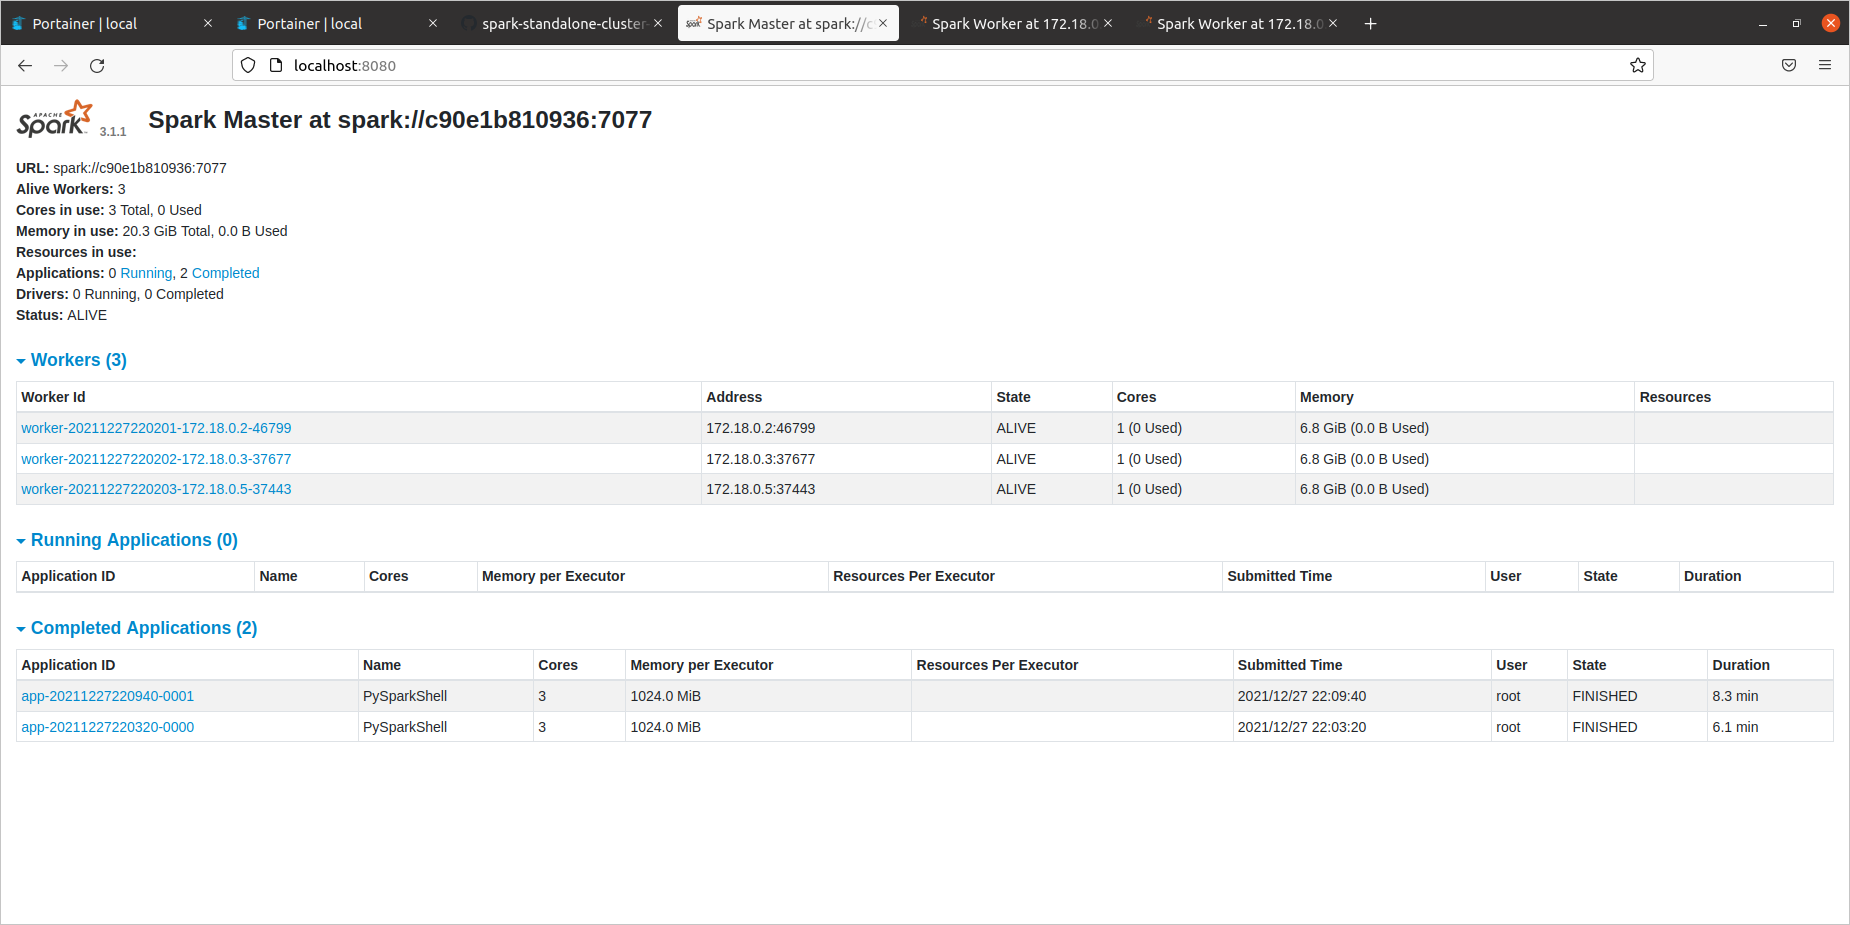 Portainer | local
Portainer | local
spark-standalone-cluster-
Spark Master at spark://c
Spark Worker at 172.18.0
Spark Worker at 172.18.0
localhost:8080
APACHE Spark 3.1.1 Spark Master at spark://c90e1b810936:7077
URL: spark://c90e1b810936:7077
Alive Workers: 3
Cores in use: 3 Total, 0 Used
Memory in use: 20.3 GiB Total, 0.0 B Used
Resources in use:
Applications: 0 Running, 2 Completed
Drivers: 0 Running, 0 Completed
Status: ALIVE
Workers (3)
Worker Id Address State Cores Memory Resources
worker-20211227220201-172.18.0.2-46799 172.18.0.2:46799 ALIVE 1 (0 Used) 6.8 GiB (0.0 B Used)
worker-20211227220202-172.18.0.3-37677 172.18.0.3:37677 ALIVE 1 (0 Used) 6.8 GiB (0.0 B Used)
worker-20211227220203-172.18.0.5-37443 172.18.0.5:37443 ALIVE 1 (0 Used) 6.8 GiB (0.0 B Used)
Running Applications (0)
Application ID Name Cores Memory per Executor Resources Per Executor Submitted Time User State Duration
Completed Applications (2)
Application ID Name Cores Memory per Executor Resources Per Executor Submitted Time User State Duration
app-20211227220940-0001 PySparkShell 3 1024.0 MiB 2021/12/27 22:09:40 root FINISHED 8.3 min
app-20211227220320-0000 PySparkShell 3 1024.0 MiB 2021/12/27 22:03:20 root FINISHED 6.1 min